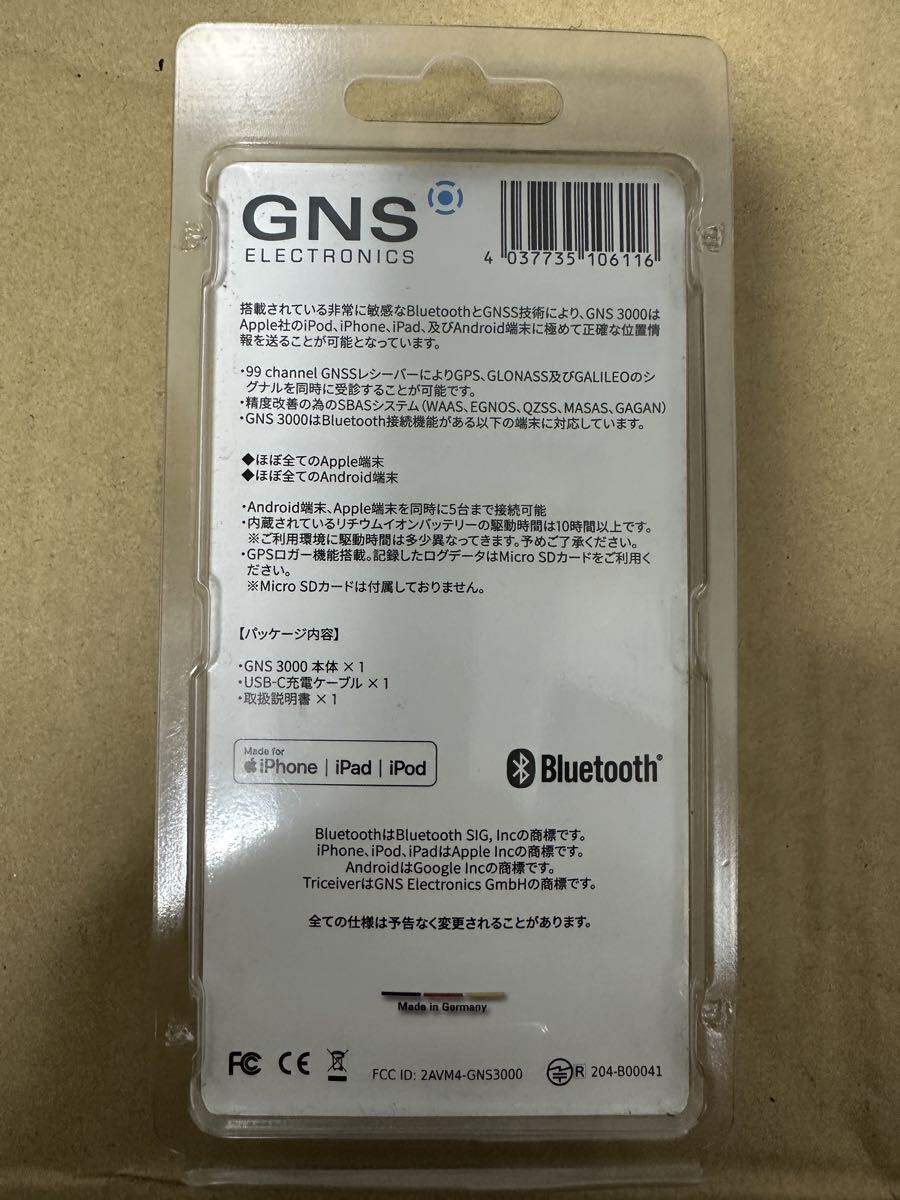 GNS
ELECTRONICS
4 037735 106116
搭載されている非常に敏感なBluetoothとGNSS技術により、GNS 3000は
Apple社のiPod、iPhone、iPad、及びAndroid端末に極めて正確な位置情
報を送ることが可能となっています。
・99 channel GNSSレシーバーによりGPS、GLONASS及びGALILEOのシ
グナルを同時に受診することが可能です。
・精度改善の為のSBASシステム（WAAS、EGNOS、QZSS、MASAS、GAGAN）
・GNS 3000はBluetooth接続機能がある以下の端末に対応しています。
◆ほぼ全てのApple端末
◆ほぼ全てのAndroid端末
・Android端末、Apple端末を同時に5台まで接続可能
・内蔵されているリチウムイオンバッテリーの駆動時間は10時間以上です。
※ご利用環境に駆動時間は多少異なってきます。予めご了承ください。
・GPSロガー機能搭載。記録したログデータはMicro SDカードをご利用く
ださい。
※Micro SDカードは付属しておりません。
【パッケージ内容】
・GNS 3000 本体 × 1
・USB-C充電ケーブル × 1
・取扱説明書 × 1
Made for
iPhone | iPad | iPod
Bluetooth®
BluetoothはBluetooth SIG, Incの商標です。
iPhone、iPod、iPadはApple Incの商標です。
AndroidはGoogle Incの商標です。
TriceiverはGNS Electronics GmbHの商標です。
全ての仕様は予告なく変更されることがあります。
Made in Germany
FC CE FCC ID: 2AVM4-GNS3000 R 204-B00041